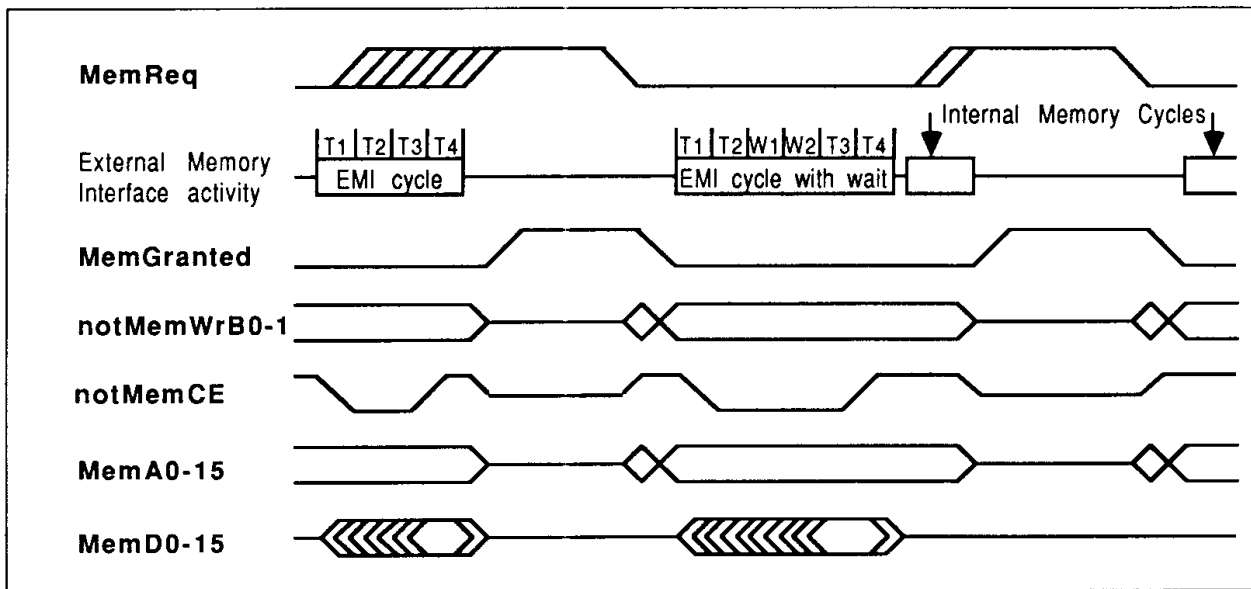 MemReq
Internal Memory Cycles
T1 T2 T3 T4
T1 T2 W1 W2 T3 T4
External Memory
Interface activity
EMI cycle
EMI cycle with wait
MemGranted
notMemWrB0-1
notMemCE
MemA0-15
MemD0-15